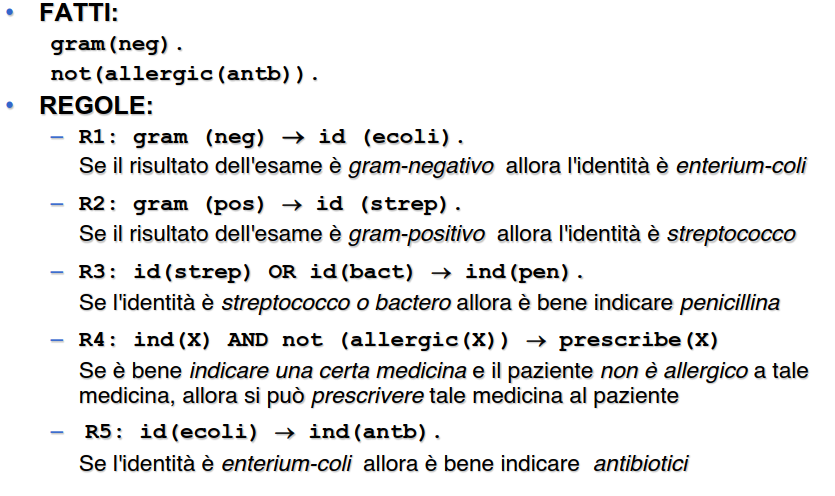 • FATTI:
gram(neg).
not(allergic(antb)).
• REGOLE:
– R1: gram (neg) → id (ecoli).
Se il risultato dell'esame è gram-negativo allora l'identità è enterium-coli
– R2: gram (pos) → id (strep).
Se il risultato dell'esame è gram-positivo allora l'identità è streptococco
– R3: id(strep) OR id(bact) → ind(pen).
Se l'identità è streptococco o bactero allora è bene indicare penicillina
– R4: ind(X) AND not (allergic(X)) → prescribe(X)
Se è bene indicare una certa medicina e il paziente non è allergico a tale
medicina, allora si può prescrivere tale medicina al paziente
– R5: id(ecoli) → ind(antb).
Se l'identità è enterium-coli allora è bene indicare antibiotici